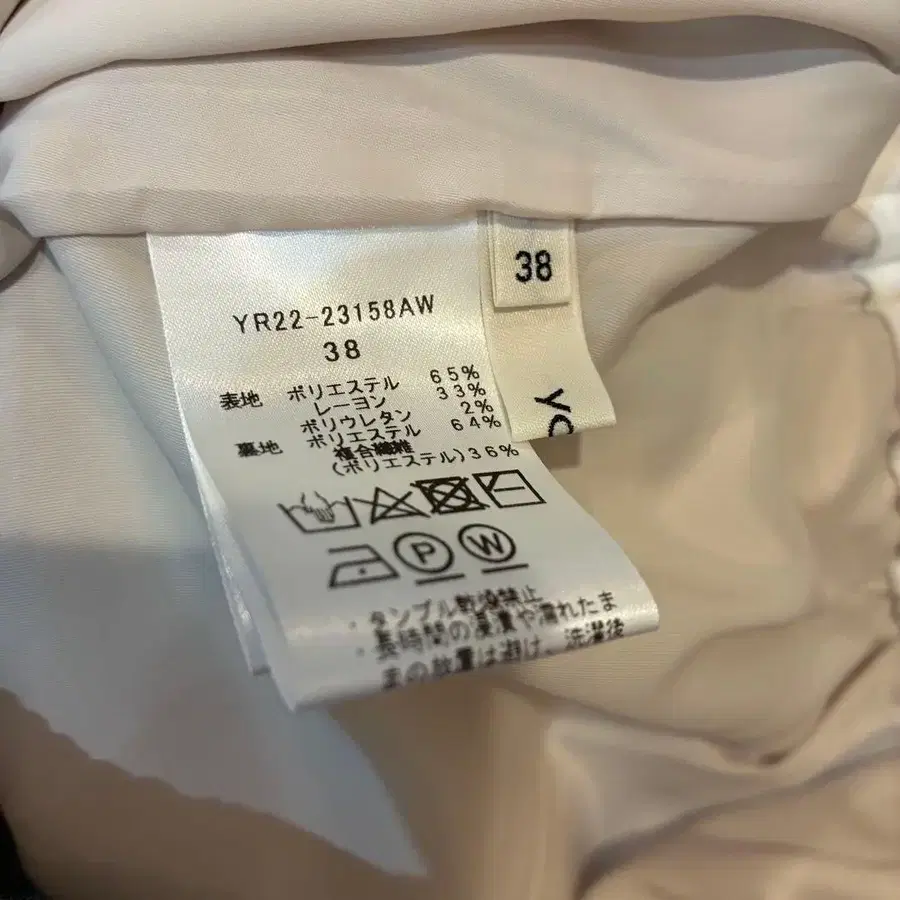 38
YO
YR22-23158AW
38
表地 ポリエステル 65%
レーヨン 33%
ポリウレタン 2%
裏地 ポリエステル 64%
複合繊維
(ポリエステル)36%
P W
・タンブル乾燥禁止
・長時間の浸漬や濡れたま
まの放置は避け、洗濯後